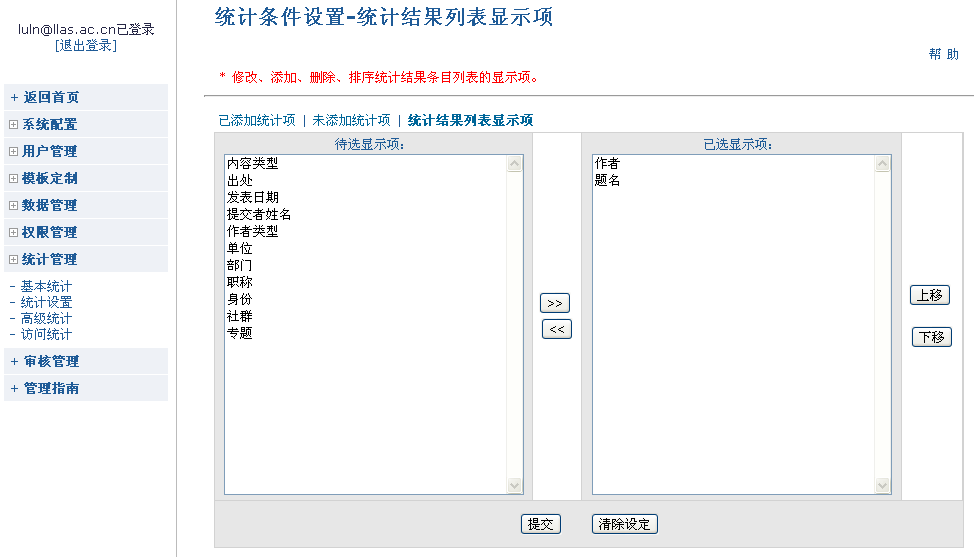 luln@llas.ac.cn已登录
[退出登录]
+ 返回首页
系统配置
用户管理
模板定制
数据管理
权限管理
统计管理
- 基本统计
- 统计设置
- 高级统计
- 访问统计
+ 审核管理
+ 管理指南
统计条件设置-统计结果列表显示项
帮 助
* 修改、添加、删除、排序统计结果条目列表的显示项。
已添加统计项 | 未添加统计项 | 统计结果列表显示项
待选显示项:
内容类型
出处
发表日期
提交者姓名
作者类型
单位
部门
职称
身份
社群
专题
>>
<<
已选显示项:
作者
题名
上移
下移
提交 清除设定